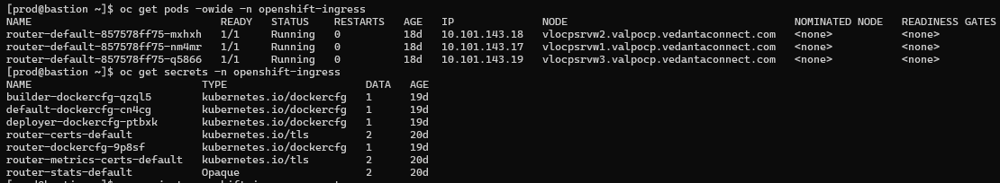 [prod@bastion ~]$ oc get pods -owide -n openshift-ingress
NAME                              READY   STATUS    RESTARTS   AGE   IP              NODE                                  NOMINATED NODE   READINESS GATES
router-default-857578ff75-mxhxh   1/1     Running   0          18d   10.101.143.18   vlocpsrvw2.valpocp.vedantaconnect.com   <none>           <none>
router-default-857578ff75-nm4mr   1/1     Running   0          18d   10.101.143.17   vlocpsrvw1.valpocp.vedantaconnect.com   <none>           <none>
router-default-857578ff75-q5866   1/1     Running   0          18d   10.101.143.19   vlocpsrvw3.valpocp.vedantaconnect.com   <none>           <none>
[prod@bastion ~]$ oc get secrets -n openshift-ingress
NAME                         TYPE                      DATA   AGE
builder-dockercfg-qzql5      kubernetes.io/dockercfg   1      19d
default-dockercfg-cn4cg      kubernetes.io/dockercfg   1      19d
deployer-dockercfg-ptbxk     kubernetes.io/dockercfg   1      19d
router-certs-default         kubernetes.io/tls         2      20d
router-dockercfg-9p8sf       kubernetes.io/dockercfg   1      19d
router-metrics-certs-default kubernetes.io/tls         2      20d
router-stats-default         Opaque                    2      20d
[prod@bastion ~]$